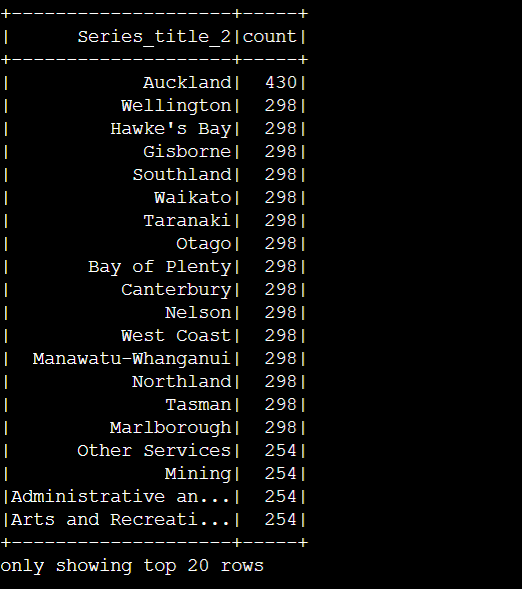 +--------------------+-----+
|      Series_title_2|count|
+--------------------+-----+
|            Auckland|  430|
|          Wellington|  298|
|         Hawke's Bay|  298|
|            Gisborne|  298|
|           Southland|  298|
|             Waikato|  298|
|            Taranaki|  298|
|               Otago|  298|
|       Bay of Plenty|  298|
|          Canterbury|  298|
|              Nelson|  298|
|          West Coast|  298|
|  Manawatu-Whanganui|  298|
|           Northland|  298|
|              Tasman|  298|
|         Marlborough|  298|
|      Other Services|  254|
|              Mining|  254|
|Administrative an...|  254|
|Arts and Recreati...|  254|
+--------------------+-----+
only showing top 20 rows